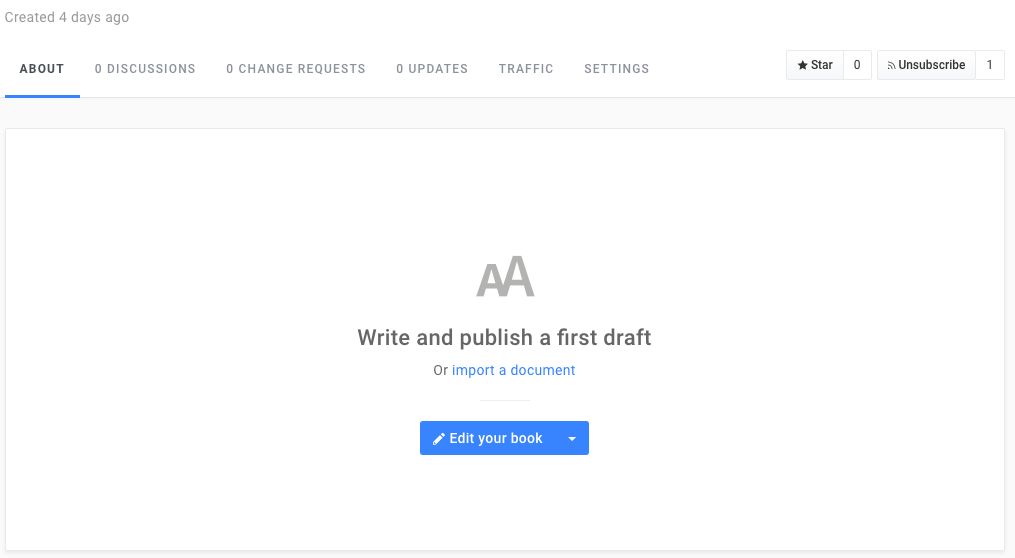 Created 4 days ago
ABOUT 0 DISCUSSIONS 0 CHANGE REQUESTS 0 UPDATES TRAFFIC SETTINGS Star 0 Unsubscribe 1
AA
Write and publish a first draft
Or import a document
Edit your book